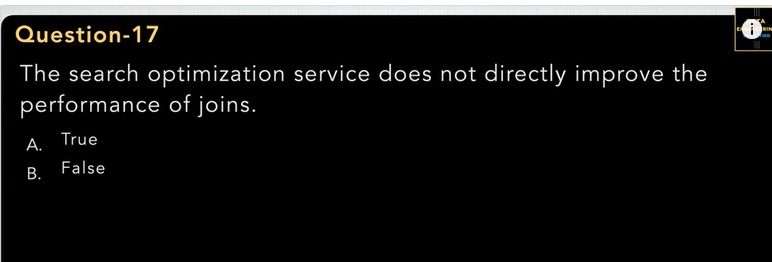 Question-17
The search optimization service does not directly improve the
performance of joins.
A. True
B. False